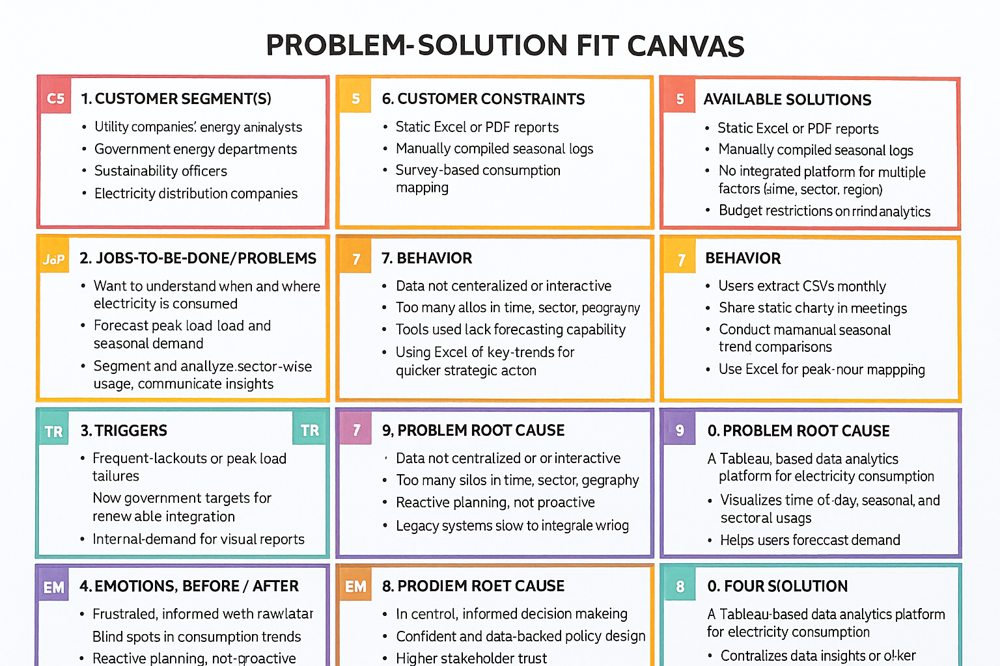 PROBLEM-SOLUTION FIT CANVAS
C5
1. CUSTOMER SEGMENT(S)
• Utility companies'. energy aninalysts
• Government energy departments
• Sustainability officers
• Electricity distribution companies
5
6. CUSTOMER CONSTRAINTS
• Static Excel or PDF reports
• Manually compiled seasonal logs
• Survey-based consumption
mapping
5
AVAILABLE SOLUTIONS
• Static Excel or PDF reports
• Manually compiled seasonal logs
• No integrated platform for multiple
factors sector, region)
• Budget restrictions on rrind analytics
JaP
2. JOBS-TO-BE-DONE/PROBLEMS
• Want to understand when and where
electricity is consumed
• Forecast peak load load and
seasonal demand
• Segment and anallyze.sector-wise
usage, communicate insights
7
7. BEHAVIOR
• Data not centeralized or interactive
• Too many allos in time, sector, peograyny
• Tools used lack forecasting capability
• Using Excel of key-trends for
quicker strategic acton
7
BEHAVIOR
• Users extract CSVs monthly
• Share static charty in meetings
• Conduct mamanual seasonal
trend comparisons
• Use Excel for peak-nour mappping
TR
3. TRIGGERS
TR
• Frequent-lackouts or peak load
tailures
Now government targets for
renew able integration
• Internal-demand for visual reports
7
9, PROBLEM ROOT CAUSE
· Data not centralized or or interactive
• Too many silos in time, sector, gegraphy
• Reactive planning, not proactive
• Legacy systems slow to integrale wriog
9
0. PROBLEM ROOT CAUSE
A Tableau, based data analytics
platform for electricity consumption
• Visualizes time of-day, seasonal, and
sectoral usags
• Helps users foreccast demand
EM
4. EMOTIONS, BEFORE / AFTER
• Frustraled, informed weth raw/latar
Blind spots in consumption trends
• Reactive planning, not-proactive
EM
8. PRODIEM ROET CAUSE
• In centrol, informed decision makeing
• Confident and data-backed policy design
• Higher stakeholder trust
8
0. FOUR S(OLUTION
A Tableau-based data analytics platform
for electricity consumption
• Contralizes data insights or